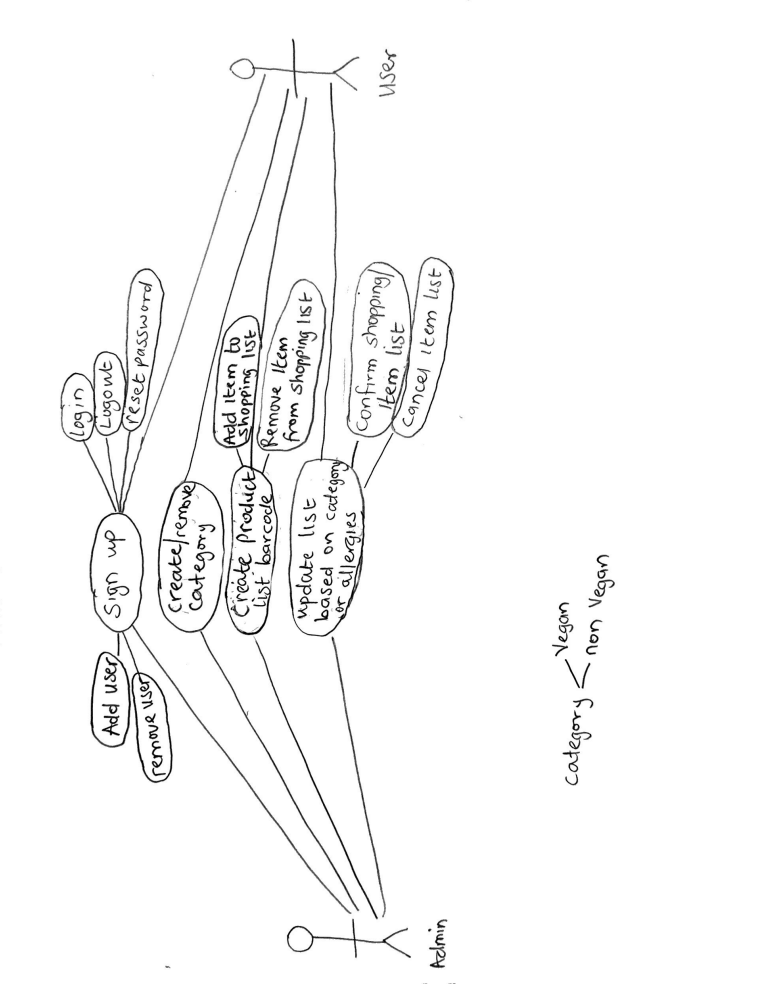 Login
Logout
reset password
Sign up
Add user
remove user
create/remove
category
Add item to
shopping list
Create product
list barcode
Remove Item
from shopping list
update list
based on category
or allergies
Confirm shopping/
Item list
Cancel item list
User
Admin
category
Vegan
non Vegan